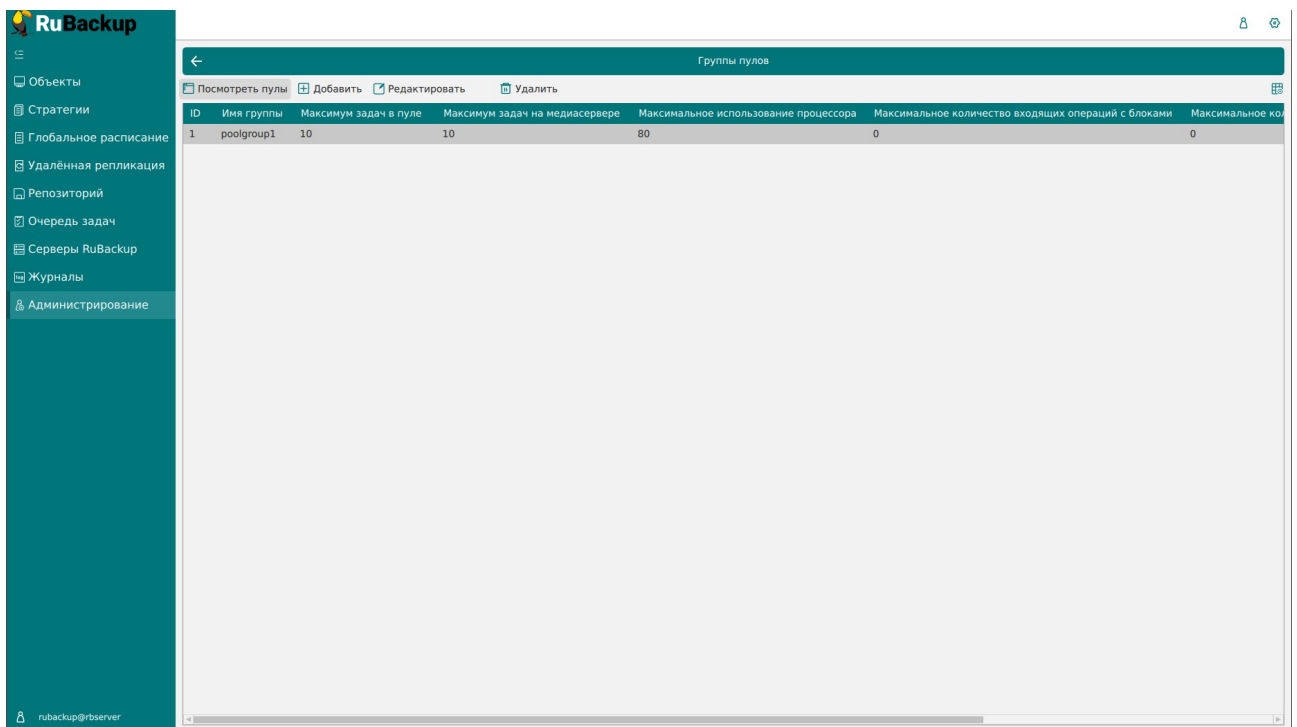 RuBackup
Объекты
Стратегии
Глобальное расписание
Удалённая репликация
Репозиторий
Очередь задач
Серверы RuBackup
Журналы
Администрирование
rubackup@rbserver
Группы пулов
Посмотреть пулы Добавить Редактировать Удалить
ID Имя группы Максимум задач в пуле Максимум задач на медиасервере Максимальное использование процессора Максимальное количество входящих операций с блоками Максимальное кол
1 poolgroup1 10 10 80 0 0